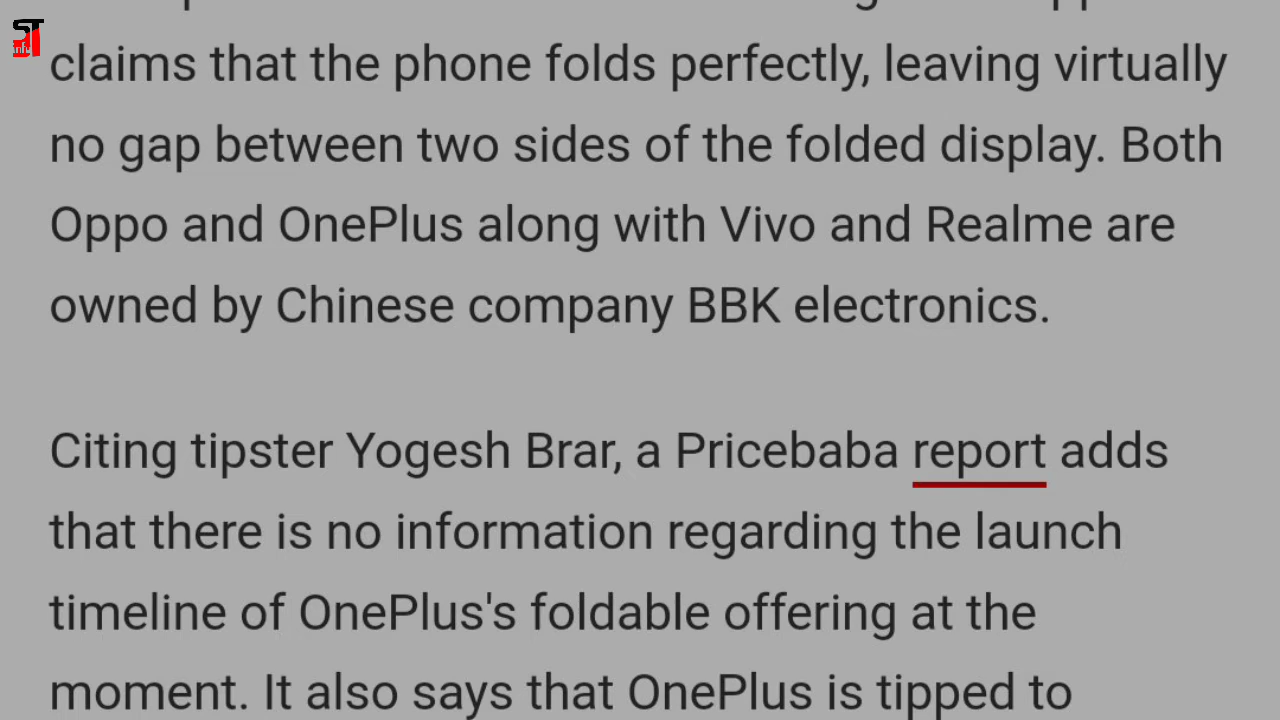 ST
info
claims that the phone folds perfectly, leaving virtually
no gap between two sides of the folded display. Both
Oppo and OnePlus along with Vivo and Realme are
owned by Chinese company BBK electronics.
Citing tipster Yogesh Brar, a Pricebaba report adds
that there is no information regarding the launch
timeline of OnePlus's foldable offering at the
moment. It also says that OnePlus is tipped to